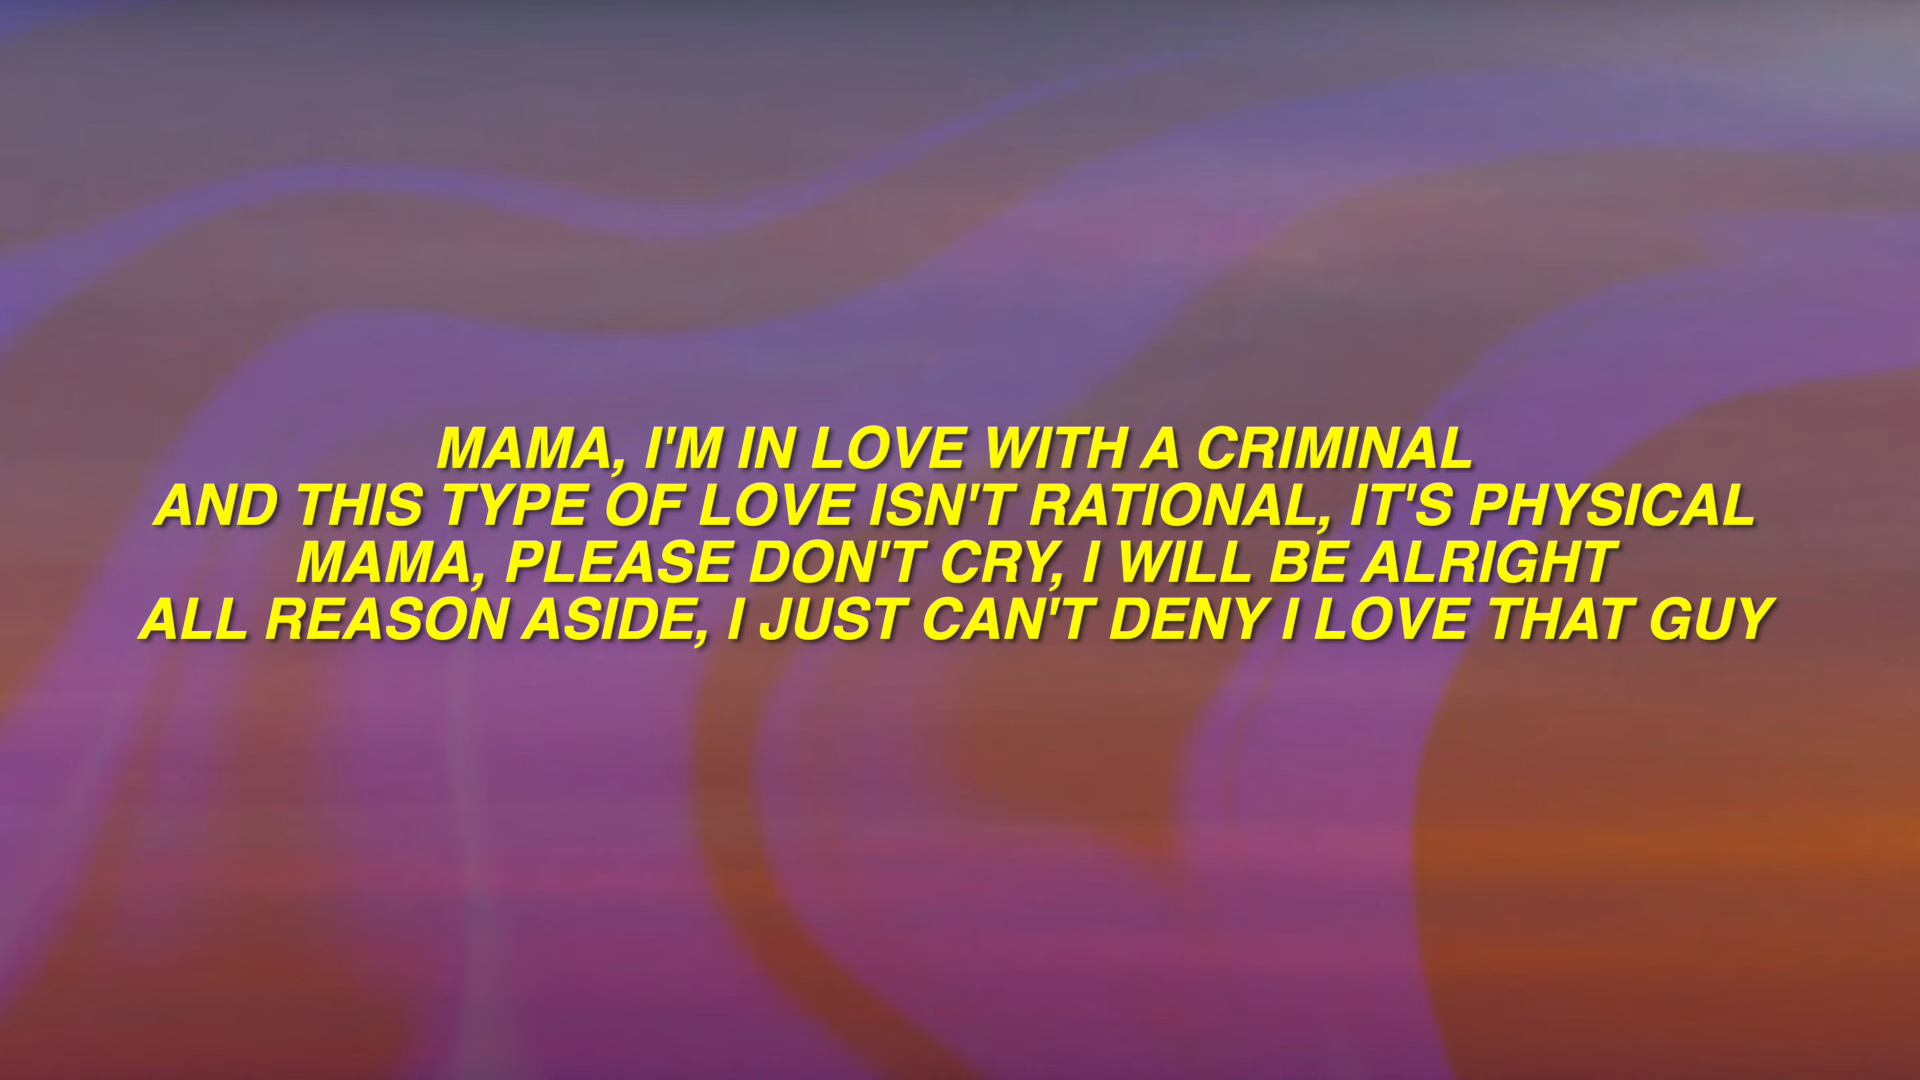 MAMA, I'M IN LOVE WITH A CRIMINAL
AND THIS TYPE OF LOVE ISN'T RATIONAL, IT'S PHYSICAL
MAMA, PLEASE DON'T CRY, I WILL BE ALRIGHT
ALL REASON ASIDE, I JUST CAN'T DENY I LOVE THAT GUY